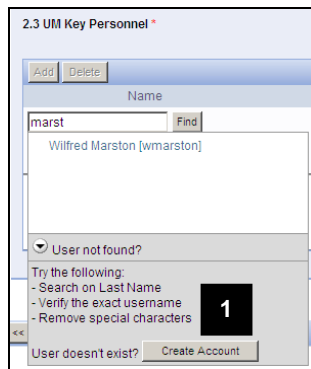 2.3 UM Key Personnel *
Add Delete
Name
marst Find
Wilfred Marston [wmarston]
User not found?
Try the following:
- Search on Last Name
- Verify the exact username
- Remove special characters
1
<<
User doesn't exist? Create Account